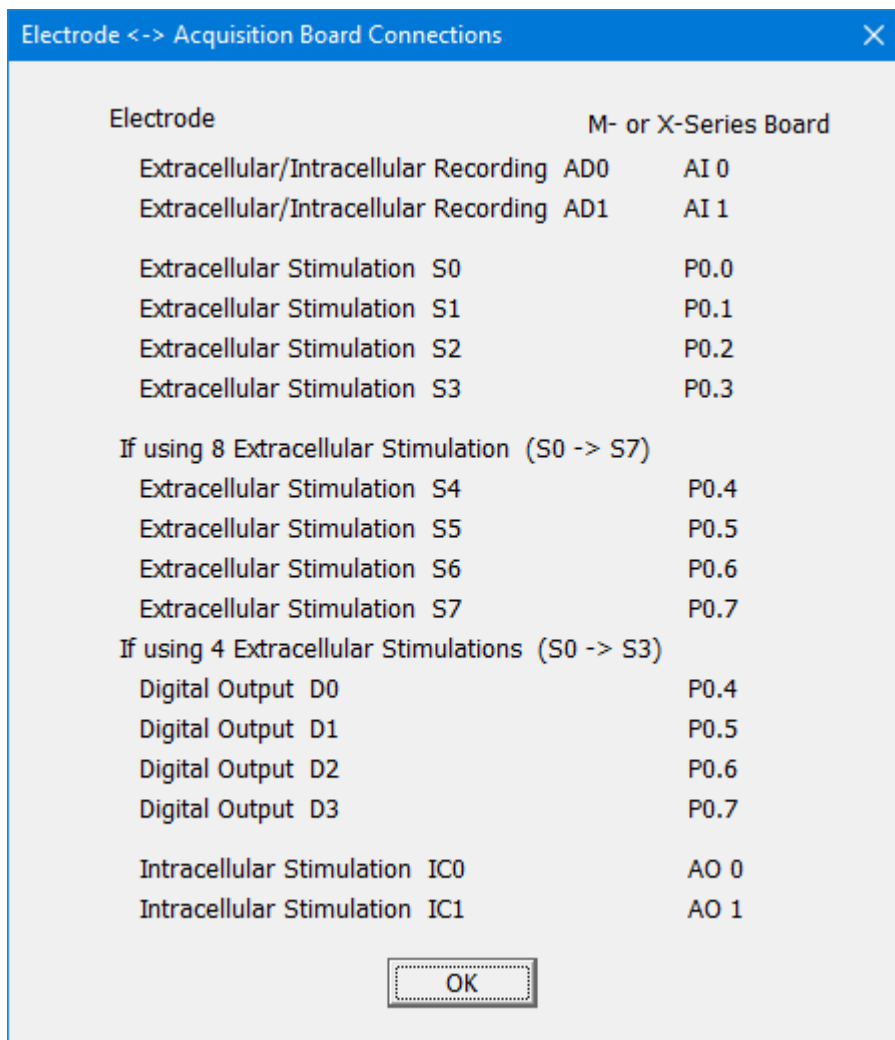 Electrode <-> Acquisition Board Connections
Electrode M- or X-Series Board
Extracellular/Intracellular Recording AD0 AI 0
Extracellular/Intracellular Recording AD1 AI 1
Extracellular Stimulation S0 P0.0
Extracellular Stimulation S1 P0.1
Extracellular Stimulation S2 P0.2
Extracellular Stimulation S3 P0.3
If using 8 Extracellular Stimulation (S0 -> S7)
Extracellular Stimulation S4 P0.4
Extracellular Stimulation S5 P0.5
Extracellular Stimulation S6 P0.6
Extracellular Stimulation S7 P0.7
If using 4 Extracellular Stimulations (S0 -> S3)
Digital Output D0 P0.4
Digital Output D1 P0.5
Digital Output D2 P0.6
Digital Output D3 P0.7
Intracellular Stimulation IC0 AO 0
Intracellular Stimulation IC1 AO 1
OK